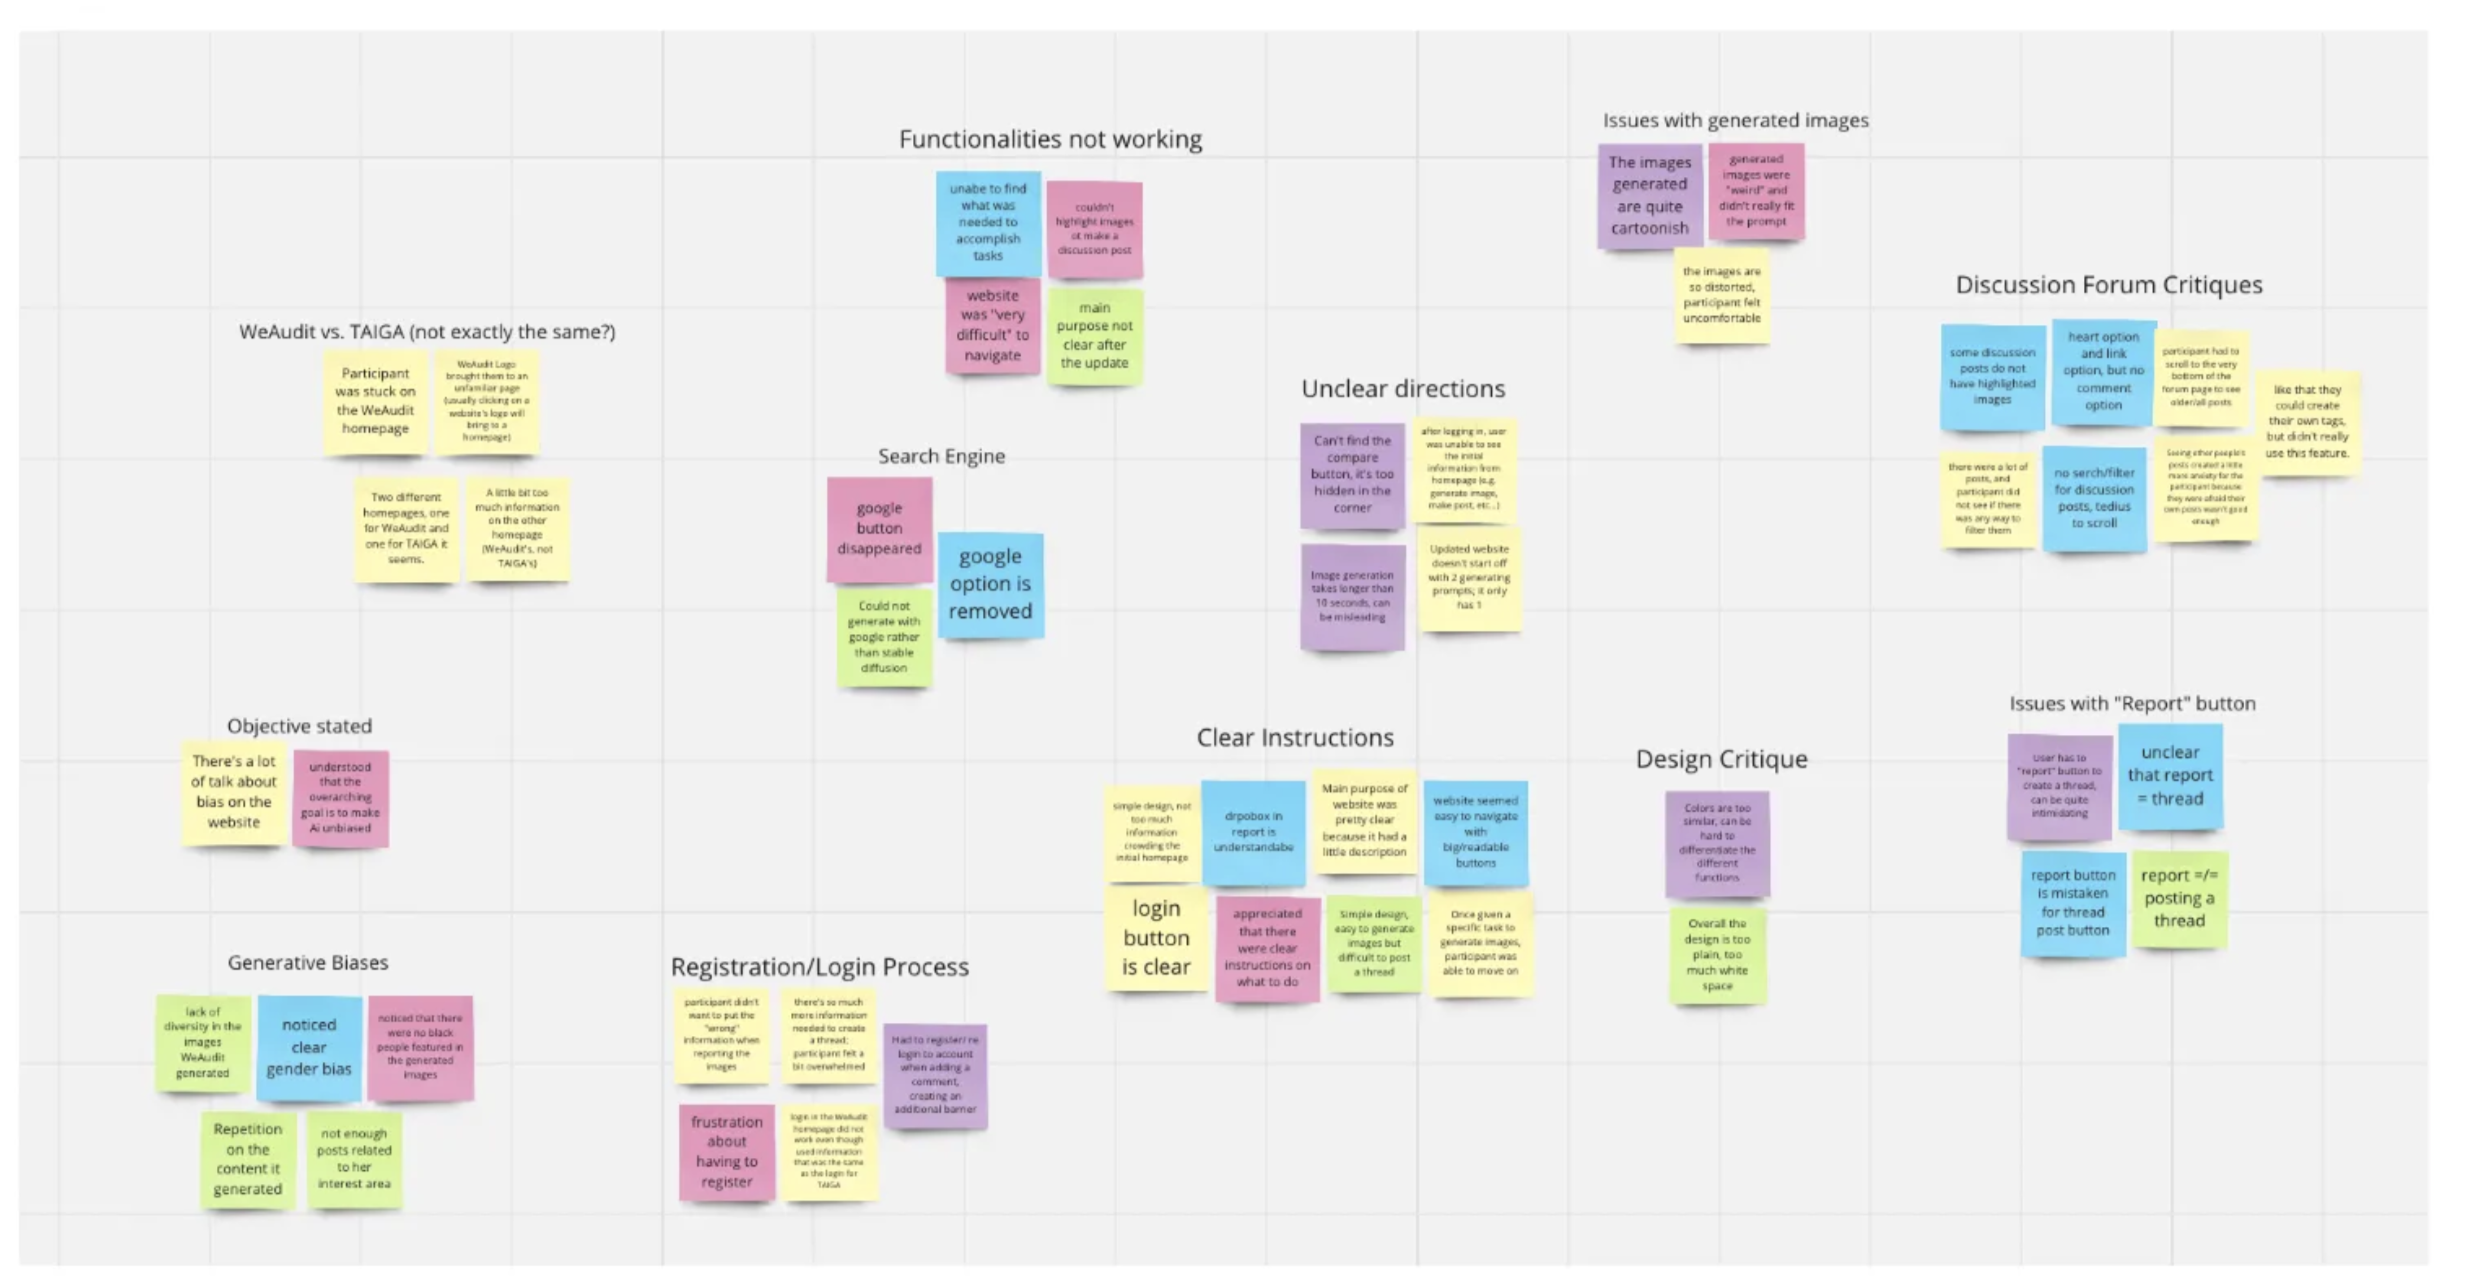 Functionalities not working
unabe to find
what was
needed to
accomplish
tasks
couldn't
highlight images
ot make a
discussion post
website
was "very
difficult" to
navigate
main
purpose not
clear after
the update
Issues with generated images
The images
generated
are quite
cartoonish
generated
images were
"weird" and
didn't really fit
the prompt
the images are
so distorted,
participant felt
uncomfortable
Discussion Forum Critiques
some discussion
posts do not
have highlighted
images
heart option
and link
option, but no
comment
option
participant had to
scroll to the very
bottom of the
forum page to see
older/all posts
like that they
could create
their own tags,
but didn't really
use this feature.
there were a lot of
posts, and
participant did
not see if there
was any way to
filter them
no serch/filter
for discussion
posts, tedius
to scroll
Seeing other people's
posts created a little
more anxiety for the
participant because
they were afraid their
own posts wasn't good
enough
WeAudit vs. TAIGA (not exactly the same?)
Participant
was stuck on
the WeAudit
homepage
WeAudit Logo
brought them to an
unfamiliar page
(usually clicking on a
website's logo will
bring to a
homepage)
Two different
homepages, one
for WeAudit and
one for TAIGA it
seems.
A little bit too
much information
on the other
homepage
(WeAudit's, not
TAIGA's)
Unclear directions
Can't find the
compare
button, it's too
hidden in the
corner
after logging in, user
was unable to see
the initial
information from
homepage (e.g.
generate image,
make post, etc..)
Image generation
takes longer than
10 seconds, can
be misleading
Updated website
doesn't start off
with 2 generating
prompts; it only
has 1
Search Engine
google
button
disappeared
google
option is
removed
Could not
generate with
google rather
than stable
diffusion
Objective stated
There's a lot
of talk about
bias on the
website
understood
that the
overarching
goal is to make
Ai unbiased
Clear Instructions
simple design, not
too much
information
crowding the
initial homepage
drpobox in
report is
understandabe
Main purpose of
website was
pretty clear
because it had a
little description
website seemed
easy to navigate
with
big/readable
buttons
login
button
is clear
appreciated
that there
were clear
instructions on
what to do
Simple design,
easy to generate
images but
difficult to post
a thread
Once given a
specific task to
generate images,
participant was
able to move on
Design Critique
Colors are too
similar, can be
hard to
differentiate the
different
functions
Overall the
design is too
plain, too
much white
space
Issues with "Report" button
User has to
"report" button to
create a thread,
can be quite
intimidating
unclear
that report
= thread
report button
is mistaken
for thread
post button
report =/=
posting a
thread
Generative Biases
lack of
diversity in the
images
WeAudit
generated
noticed
clear
gender bias
noticed that there
were no black
people featured in
the generated
images
Repetition
on the
content it
generated
not enough
posts related
to her
interest area
Registration/Login Process
participant didn't
want to put the
"wrong"
information when
reporting the
images
there's so much
more information
needed to create
a thread;
participant felt a
bit overwhelmed
Had to register/re
login to account
when adding a
comment,
creating an
additional barrier
frustration
about
having to
register
login in the WeAudit
homepage did not
work even though
used information
that was the same
as the login for
TAIGA